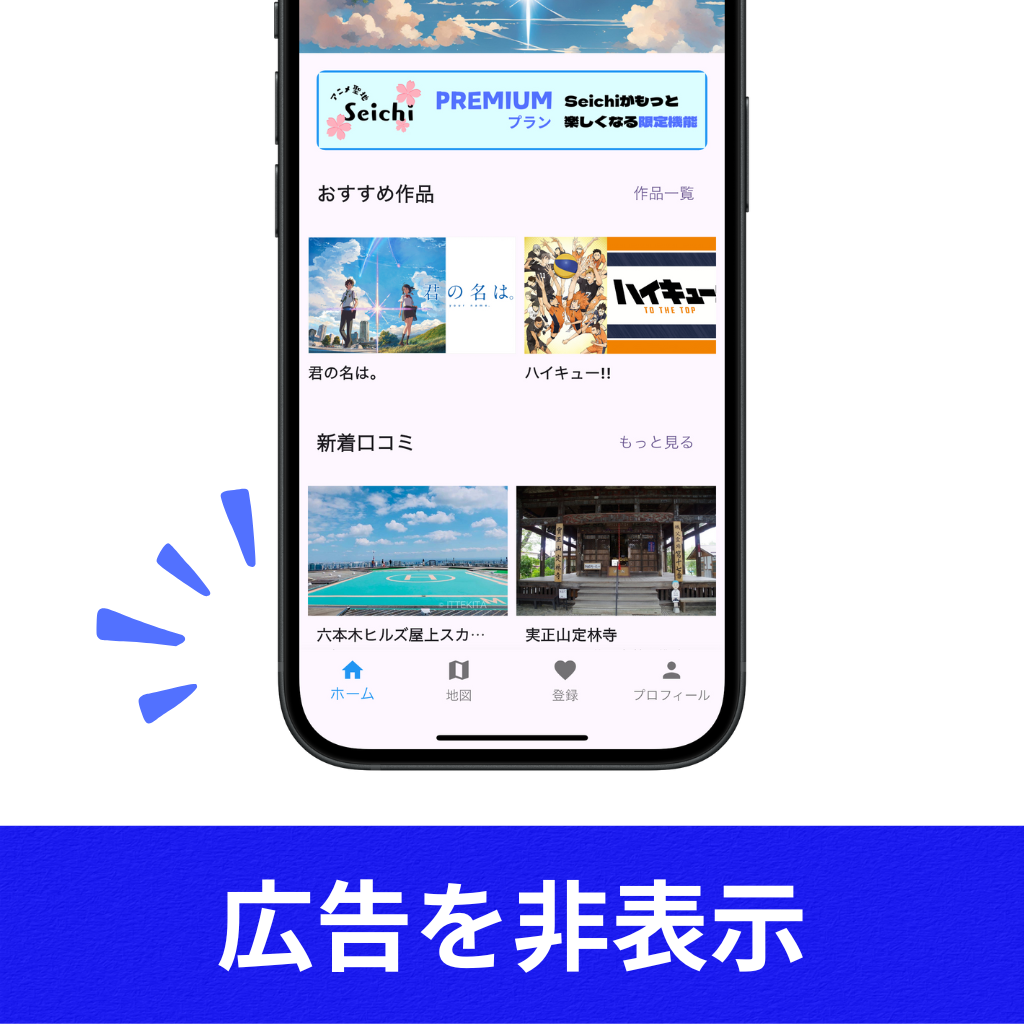 アニメ聖地
Seichi
PREMIUM
プラン
Seichiがもっと
楽しくなる限定機能
おすすめ作品
作品一覧
君の名は。
your name.
ハイキュー
TO THE TOP
君の名は。
ハイキュー!!
新着口コミ
もっと見る
H
© ITTEKITA
六本木ヒルズ屋上スカ…
実正山定林寺
ホーム
地図
登録
プロフィール
広告を非表示